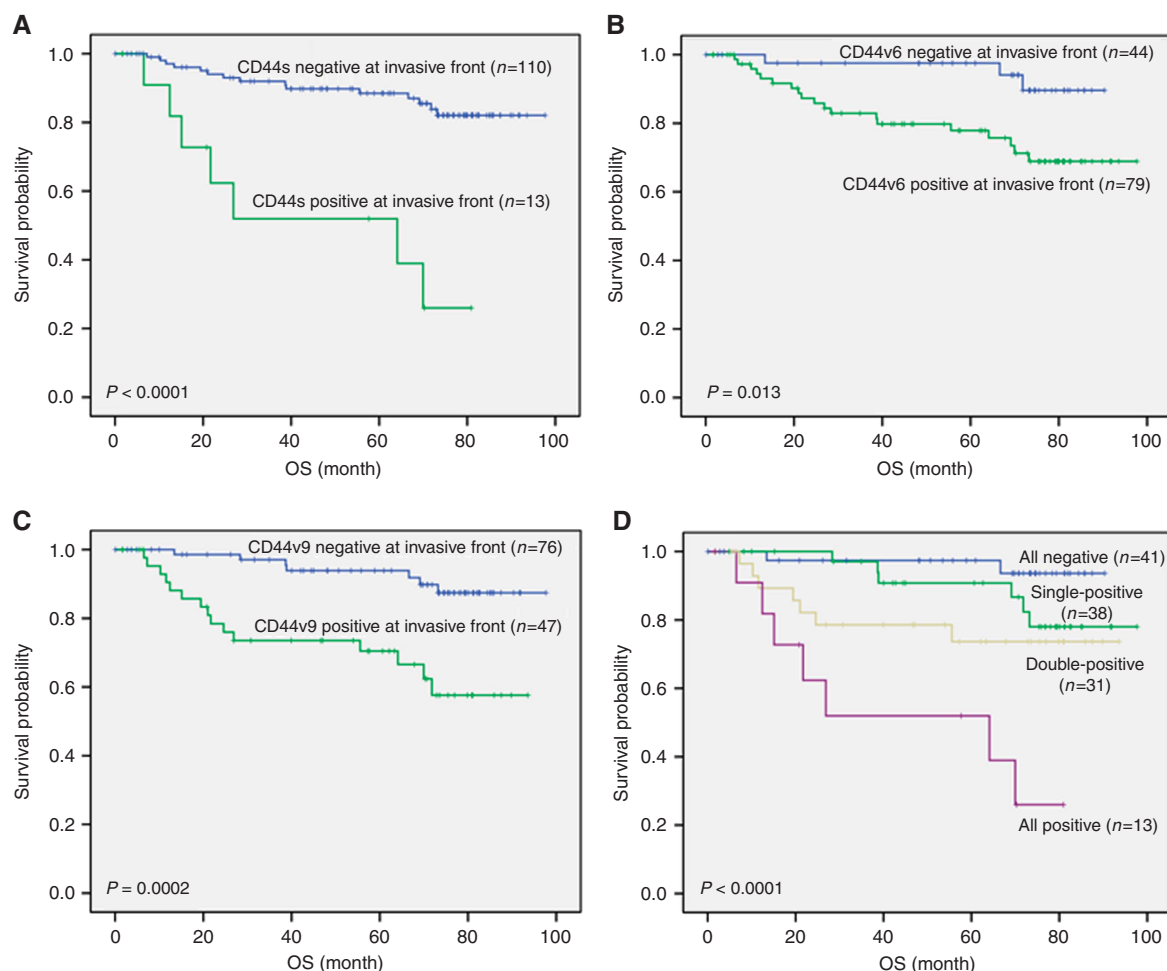 A
Survival probability
1.0
0.8
0.6
0.4
0.2
0.0
CD44s negative at invasive front (n=110)
CD44s positive at invasive front (n=13)
P < 0.0001
0 20 40 60 80 100
OS (month)
B
Survival probability
1.0
0.8
0.6
0.4
0.2
0.0
CD44v6 negative at invasive front (n=44)
CD44v6 positive at invasive front (n=79)
P = 0.013
0 20 40 60 80 100
OS (month)
C
Survival probability
1.0
0.8
0.6
0.4
0.2
0.0
CD44v9 negative at invasive front (n=76)
CD44v9 positive at invasive front (n=47)
P = 0.0002
0 20 40 60 80 100
OS (month)
D
Survival probability
1.0
0.8
0.6
0.4
0.2
0.0
All negative (n=41)
Single-positive
(n=38)
Double-positive
(n=31)
All positive (n=13)
P < 0.0001
0 20 40 60 80 100
OS (month)